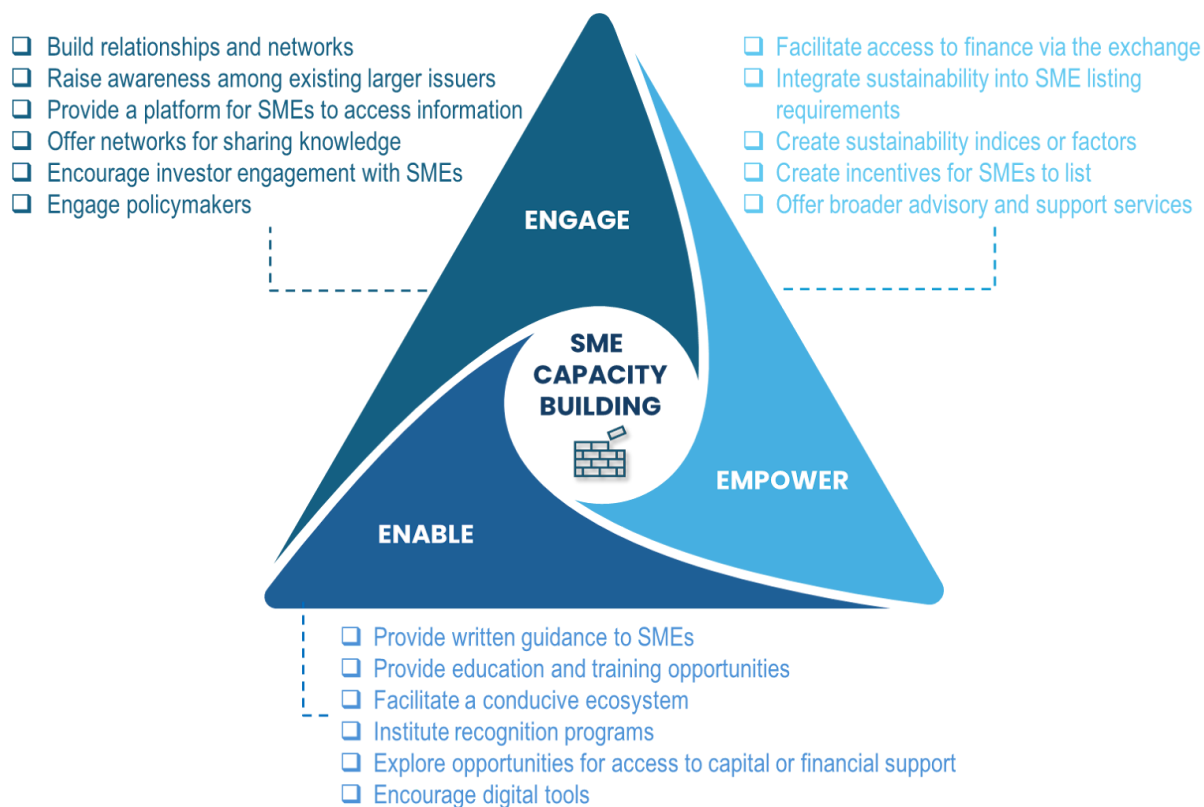 Build relationships and networks
Raise awareness among existing larger issuers
Provide a platform for SMEs to access information
Offer networks for sharing knowledge
Encourage investor engagement with SMEs
Engage policymakers
Facilitate access to finance via the exchange
Integrate sustainability into SME listing
requirements
Create sustainability indices or factors
Create incentives for SMEs to list
Offer broader advisory and support services
ENGAGE
SME
CAPACITY
BUILDING
EMPOWER
ENABLE
Provide written guidance to SMEs
Provide education and training opportunities
Facilitate a conducive ecosystem
Institute recognition programs
Explore opportunities for access to capital or financial support
Encourage digital tools